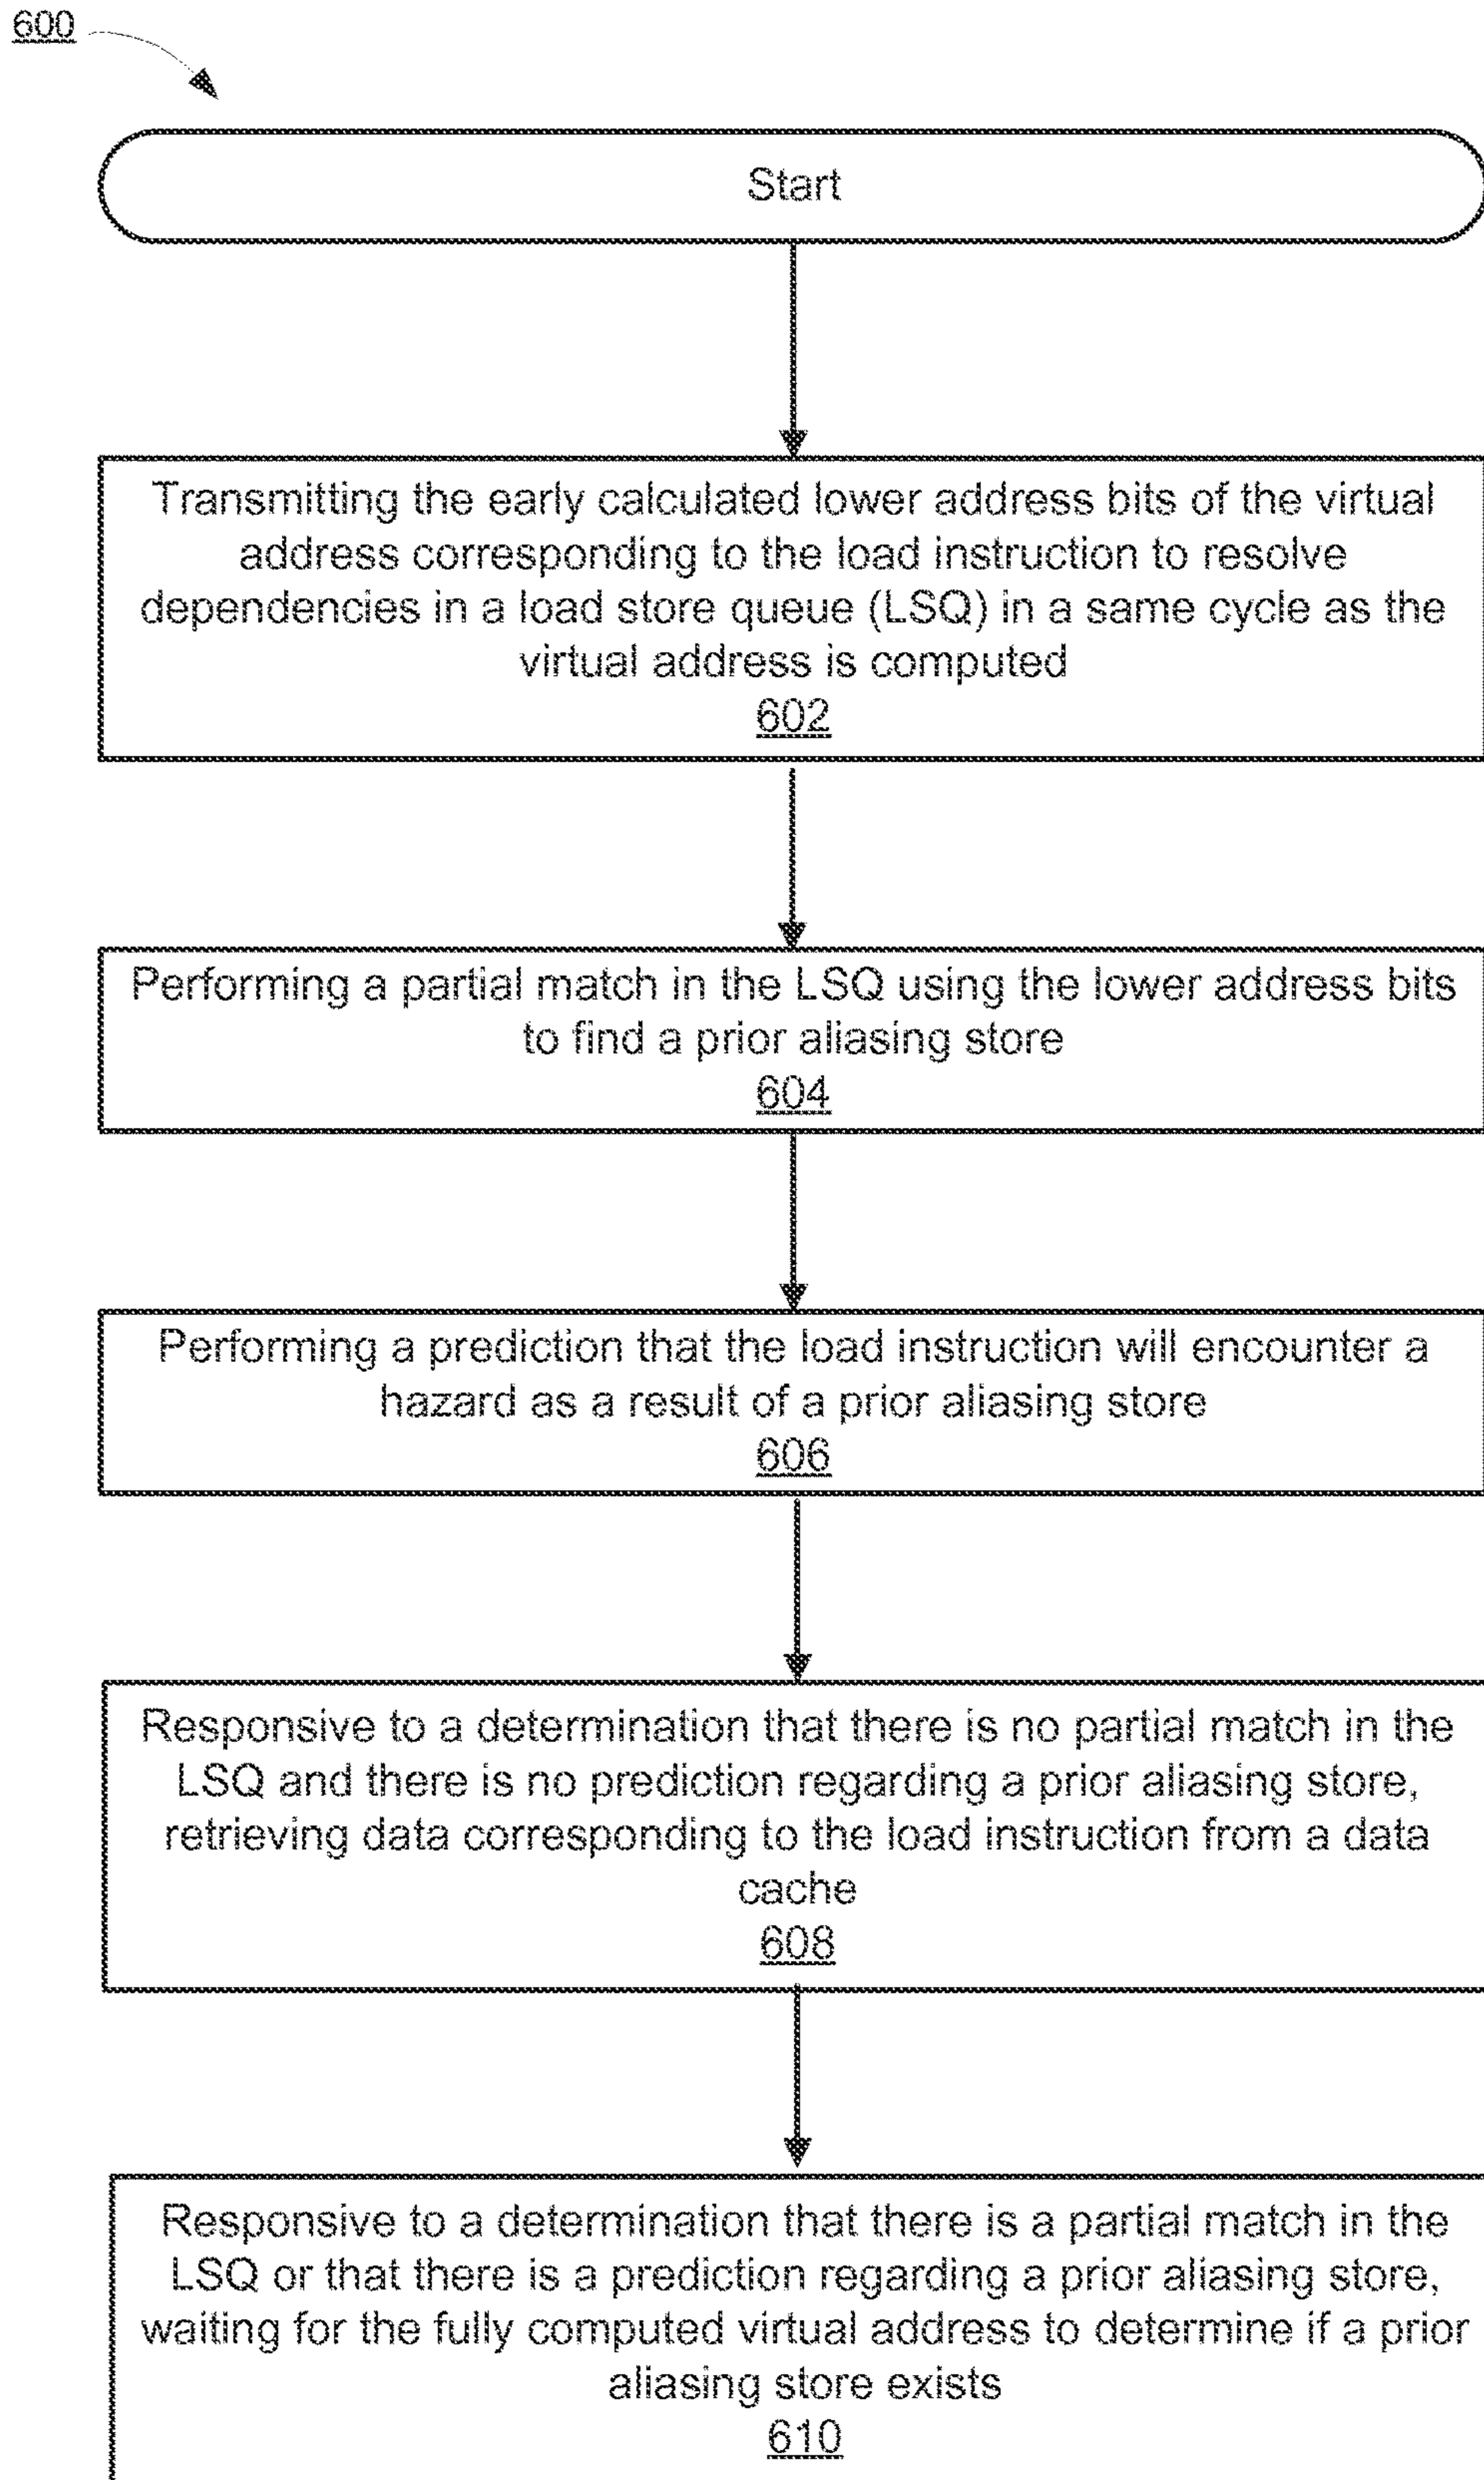 600
Start
Transmitting the early calculated lower address bits of the virtual
address corresponding to the load instruction to resolve
dependencies in a load store queue (LSQ) in a same cycle as the
virtual address is computed
602
Performing a partial match in the LSQ using the lower address bits
to find a prior aliasing store
604
Performing a prediction that the load instruction will encounter a
hazard as a result of a prior aliasing store
606
Responsive to a determination that there is no partial match in the
LSQ and there is no prediction regarding a prior aliasing store,
retrieving data corresponding to the load instruction from a data
cache
608
Responsive to a determination that there is a partial match in the
LSQ or that there is a prediction regarding a prior aliasing store,
waiting for the fully computed virtual address to determine if a prior
aliasing store exists
610